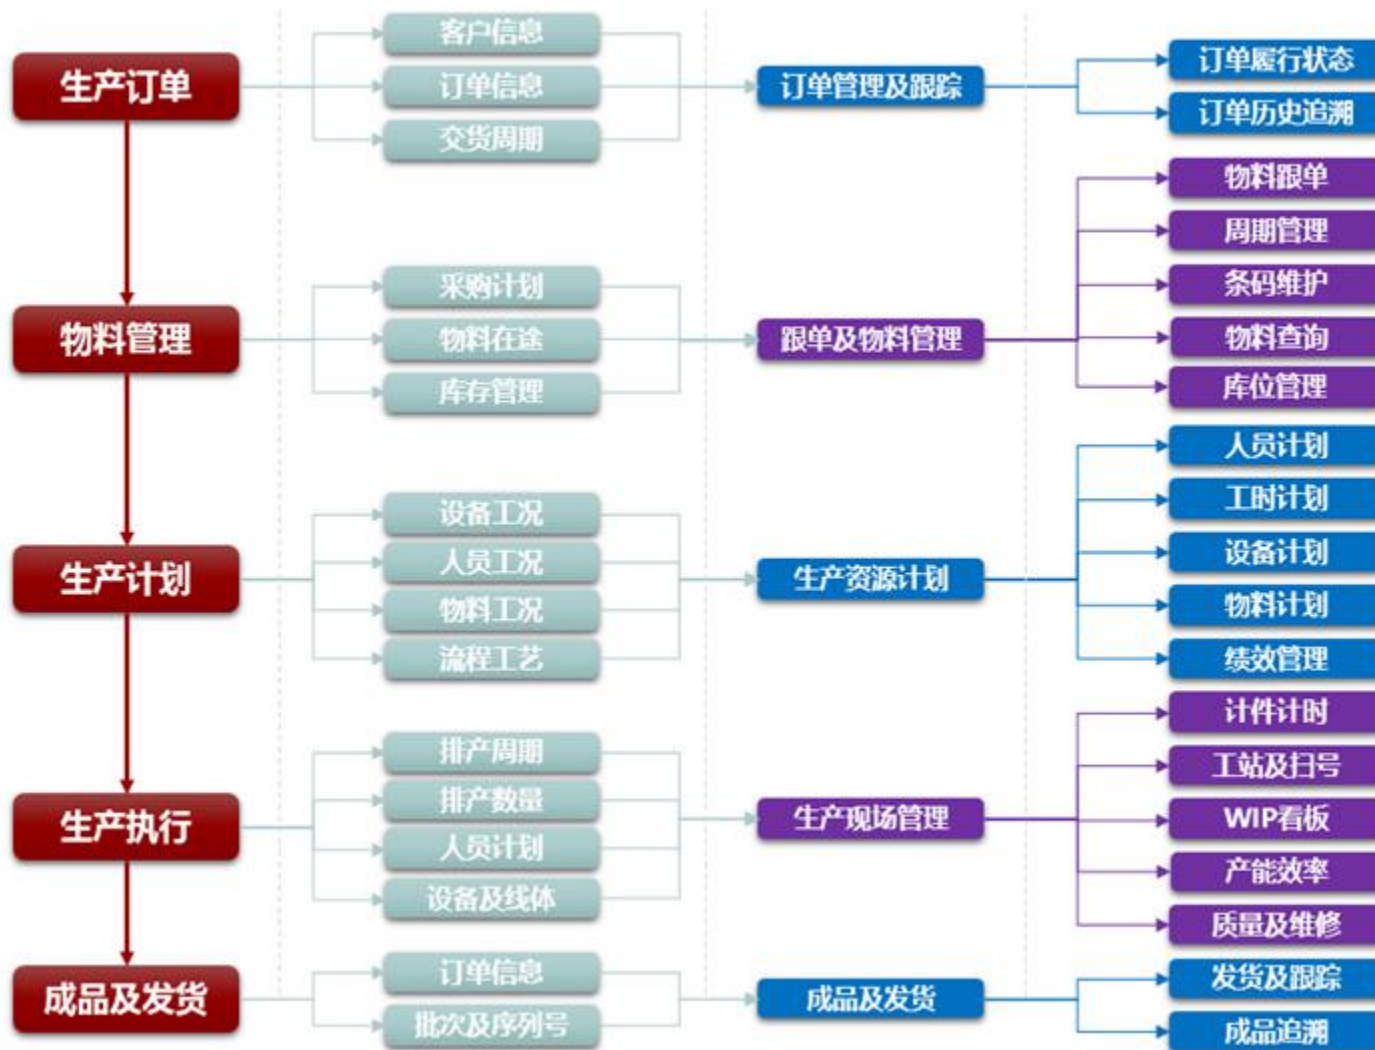 生产订单
客户信息
订单信息
交货周期
订单管理及跟踪
订单履行状态
订单历史追溯
物料管理
采购计划
物料在途
库存管理
跟单及物料管理
物料跟单
周期管理
条码维护
物料查询
库位管理
生产计划
设备工况
人员工况
物料工况
流程工艺
生产资源计划
人员计划
工时计划
设备计划
物料计划
绩效管理
生产执行
排产周期
排产数量
人员计划
设备及线体
生产现场管理
计件计时
工站及扫号
WIP看板
产能效率
质量及维修
成品及发货
订单信息
批次及序列号
成品及发货
发货及跟踪
成品追溯